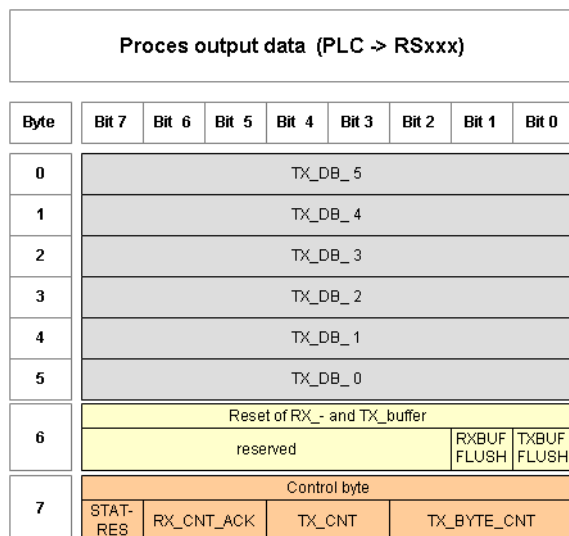 Proces output data (PLC -> RSxxx)
Byte Bit 7 Bit 6 Bit 5 Bit 4 Bit 3 Bit 2 Bit 1 Bit 0
0 TX_DB_ 5
1 TX_DB_ 4
2 TX_DB_ 3
3 TX_DB_ 2
4 TX_DB_ 1
5 TX_DB_ 0
6
Reset of RX_- and TX_buffer
reserved
RXBUF FLUSH
TXBUF FLUSH
7
Control byte
STAT-
RES
RX_CNT_ACK TX_CNT TX_BYTE_CNT